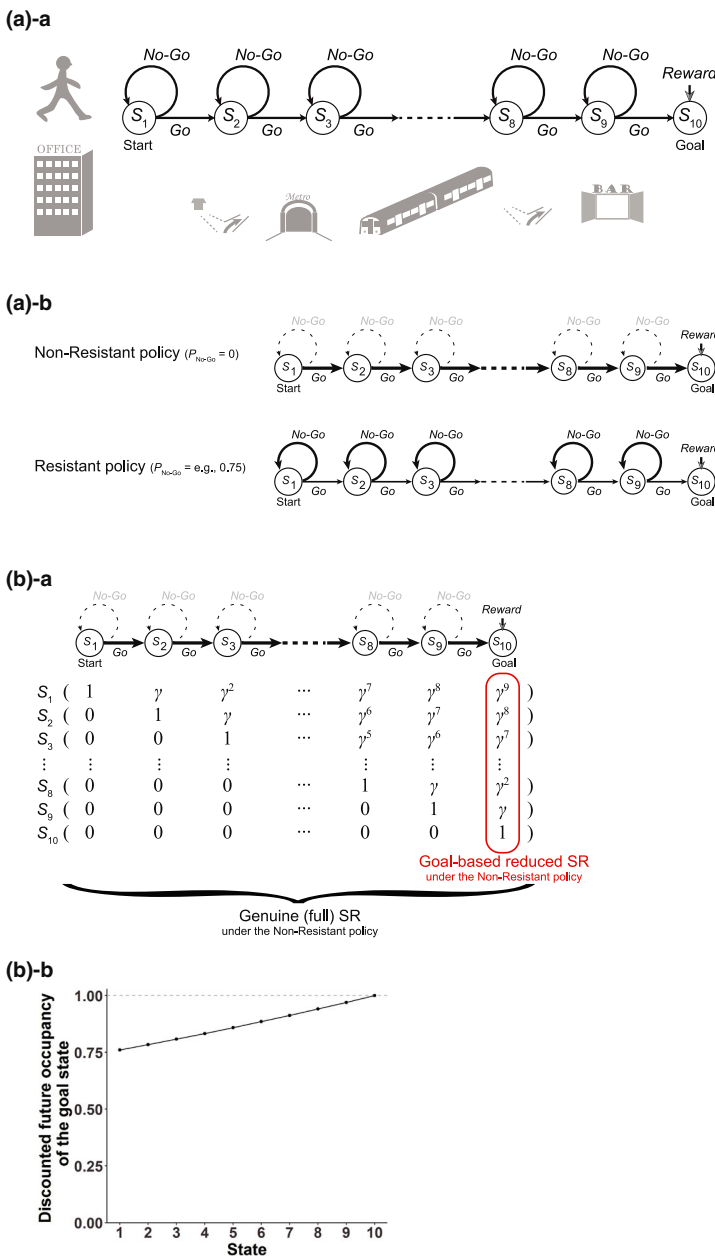 (a)-a
No-Go No-Go No-Go No-Go No-Go
Reward
S1 S2 S3 S8 S9 S10
Go Go Go Go Go
Start Goal
OFFICE
Metro
BAR
(a)-b
No-Go No-Go No-Go No-Go No-Go
Reward
Non-Resistant policy (PNo-Go = 0)
S1 S2 S3 S8 S9 S10
Go Go Go Go Go
Start Goal
No-Go No-Go No-Go No-Go No-Go
Reward
Resistant policy (PNo-Go = e.g., 0.75)
S1 S2 S3 S8 S9 S10
Go Go Go Go Go
Start Goal
(b)-a
No-Go No-Go No-Go No-Go No-Go
Reward
S1 S2 S3 S8 S9 S10
Go Go Go Go Go
Start Goal
S1 ( 1 γ γ² ⋯ γ⁷ γ⁸ γ⁹ )
S2 ( 0 1 γ ⋯ γ⁶ γ⁷ γ⁸ )
S3 ( 0 0 1 ⋯ γ⁵ γ⁶ γ⁷ )
⋮ ⋮ ⋮ ⋮ ⋮ ⋮ ⋮
S8 ( 0 0 0 ⋯ 1 γ γ² )
S9 ( 0 0 0 ⋯ 0 1 γ )
S10 ( 0 0 0 ⋯ 0 0 1 )
Goal-based reduced SR
under the Non-Resistant policy
Genuine (full) SR
under the Non-Resistant policy
(b)-b
Discounted future occupancy
of the goal state
1.00
0.75
0.50
0.25
0.00
1 2 3 4 5 6 7 8 9 10
State